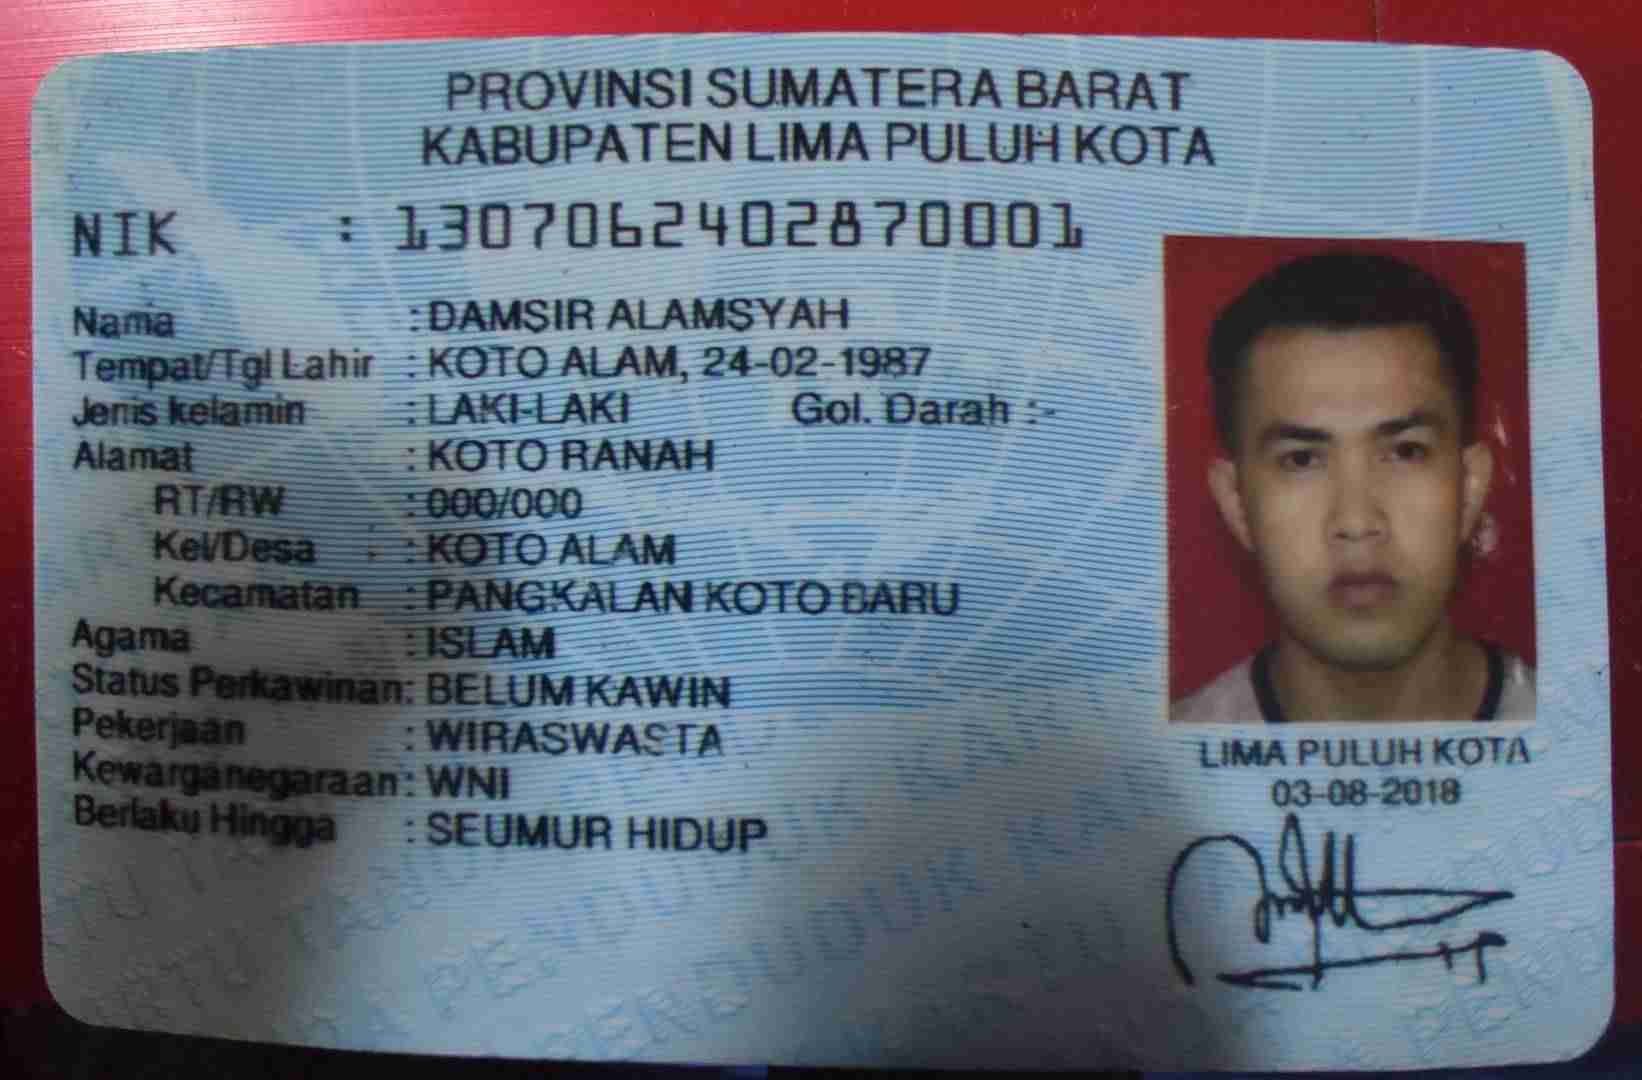 PROVINSI SUMATERA BARAT
KABUPATEN LIMA PULUH KOTA
NIK : 1307062402870001
Nama : DAMSIR ALAMSYAH
Tempat/Tgl Lahir : KOTO ALAM, 24-02-1987
Jenis kelamin : LAKI-LAKI Gol. Darah :-
Alamat : KOTO RANAH
RT/RW : 000/000
Kel/Desa : KOTO ALAM
Kecamatan : PANGKALAN KOTO BARU
Agama : ISLAM
Status Perkawinan: BELUM KAWIN
Pekerjaan : WIRASWASTA
Kewarganegaraan: WNI
Berlaku Hingga : SEUMUR HIDUP
LIMA PULUH KOTA
03-08-2018